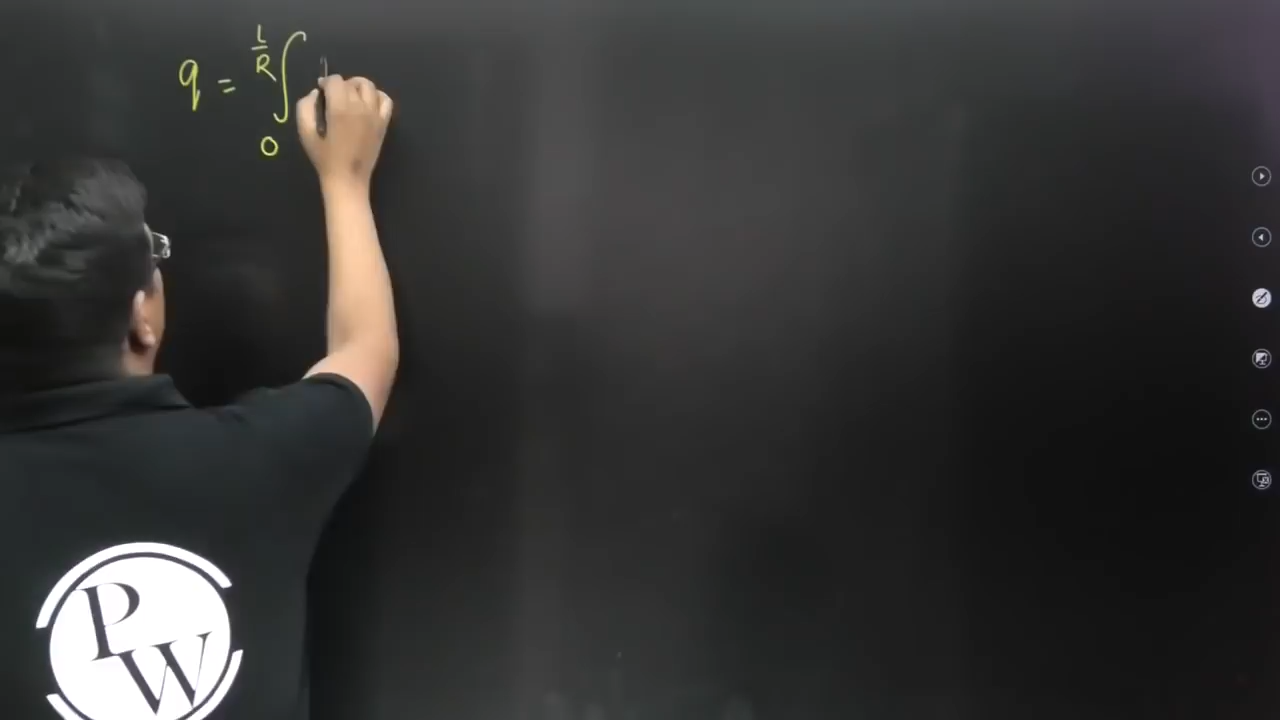 q = ∫₀^{L/R}
PW